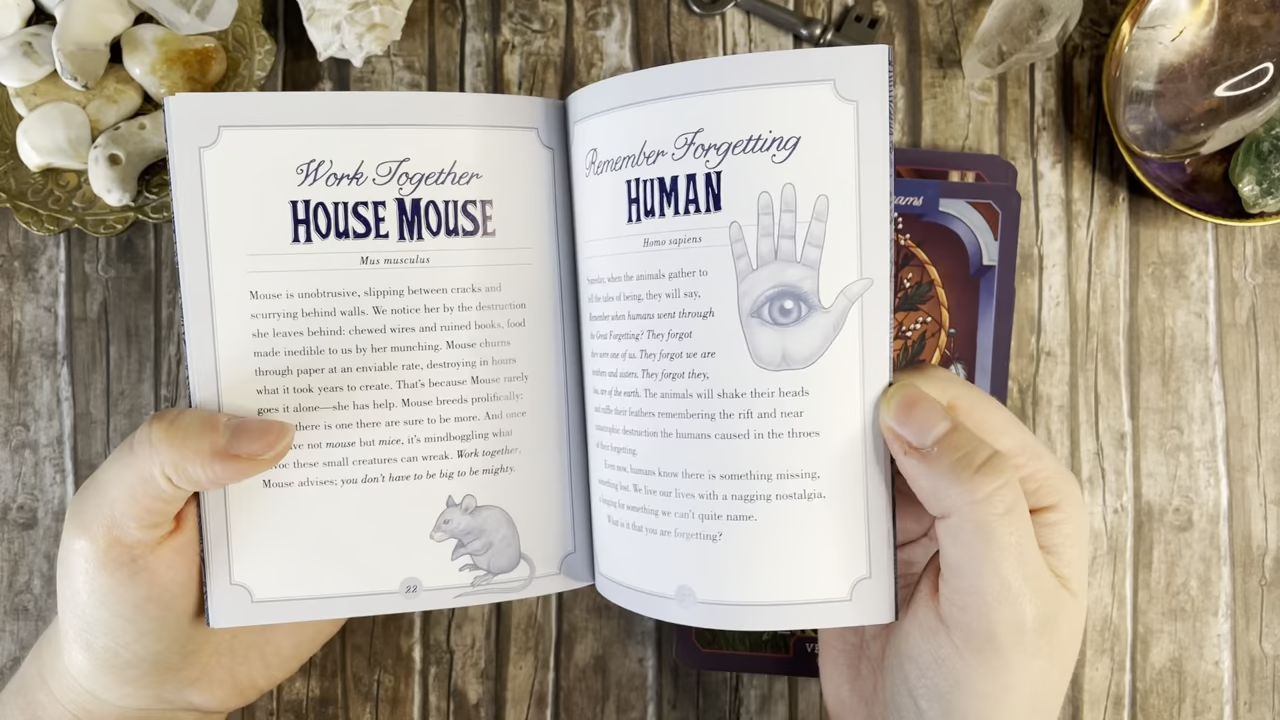 Work Together
HOUSE MOUSE
Mus musculus
Mouse is unobtrusive, slipping between cracks and
scurrying behind walls. We notice her by the destruction
she leaves behind: chewed wires and ruined books, food
made inedible to us by her munching. Mouse churns
through paper at an enviable rate, destroying in hours
what it took years to create. That's because Mouse rarely
goes it alone—she has help. Mouse breeds prolifically:
there is one there are sure to be more. And once
not mouse but mice, it's mindboggling what
these small creatures can wreak. Work together,
Mouse advises; you don't have to be big to be mighty.
22
Remember Forgetting
HUMAN
Homo sapiens
Someday, when the animals gather to
tell the tales of being, they will say,
Remember when humans went through
the Great Forgetting? They forgot
they were one of us. They forgot we are
and sisters. They forgot they,
are of the earth. The animals will shake their heads
ruffle their feathers remembering the rift and near
destruction the humans caused in the throes
of their forgetting.
Even now, humans know there is something missing,
something lost. We live our lives with a nagging nostalgia,
a longing for something we can't quite name.
What is it that you are forgetting?